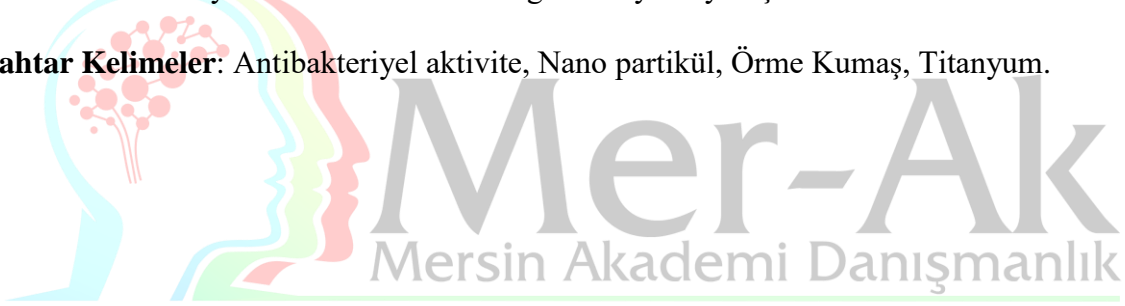 ahtar Kelimeler: Antibakteriyel aktivite, Nano partikül, Örme Kumaş, Titanyum.
Mer-Ak
Mersin Akademi Danışmanlık